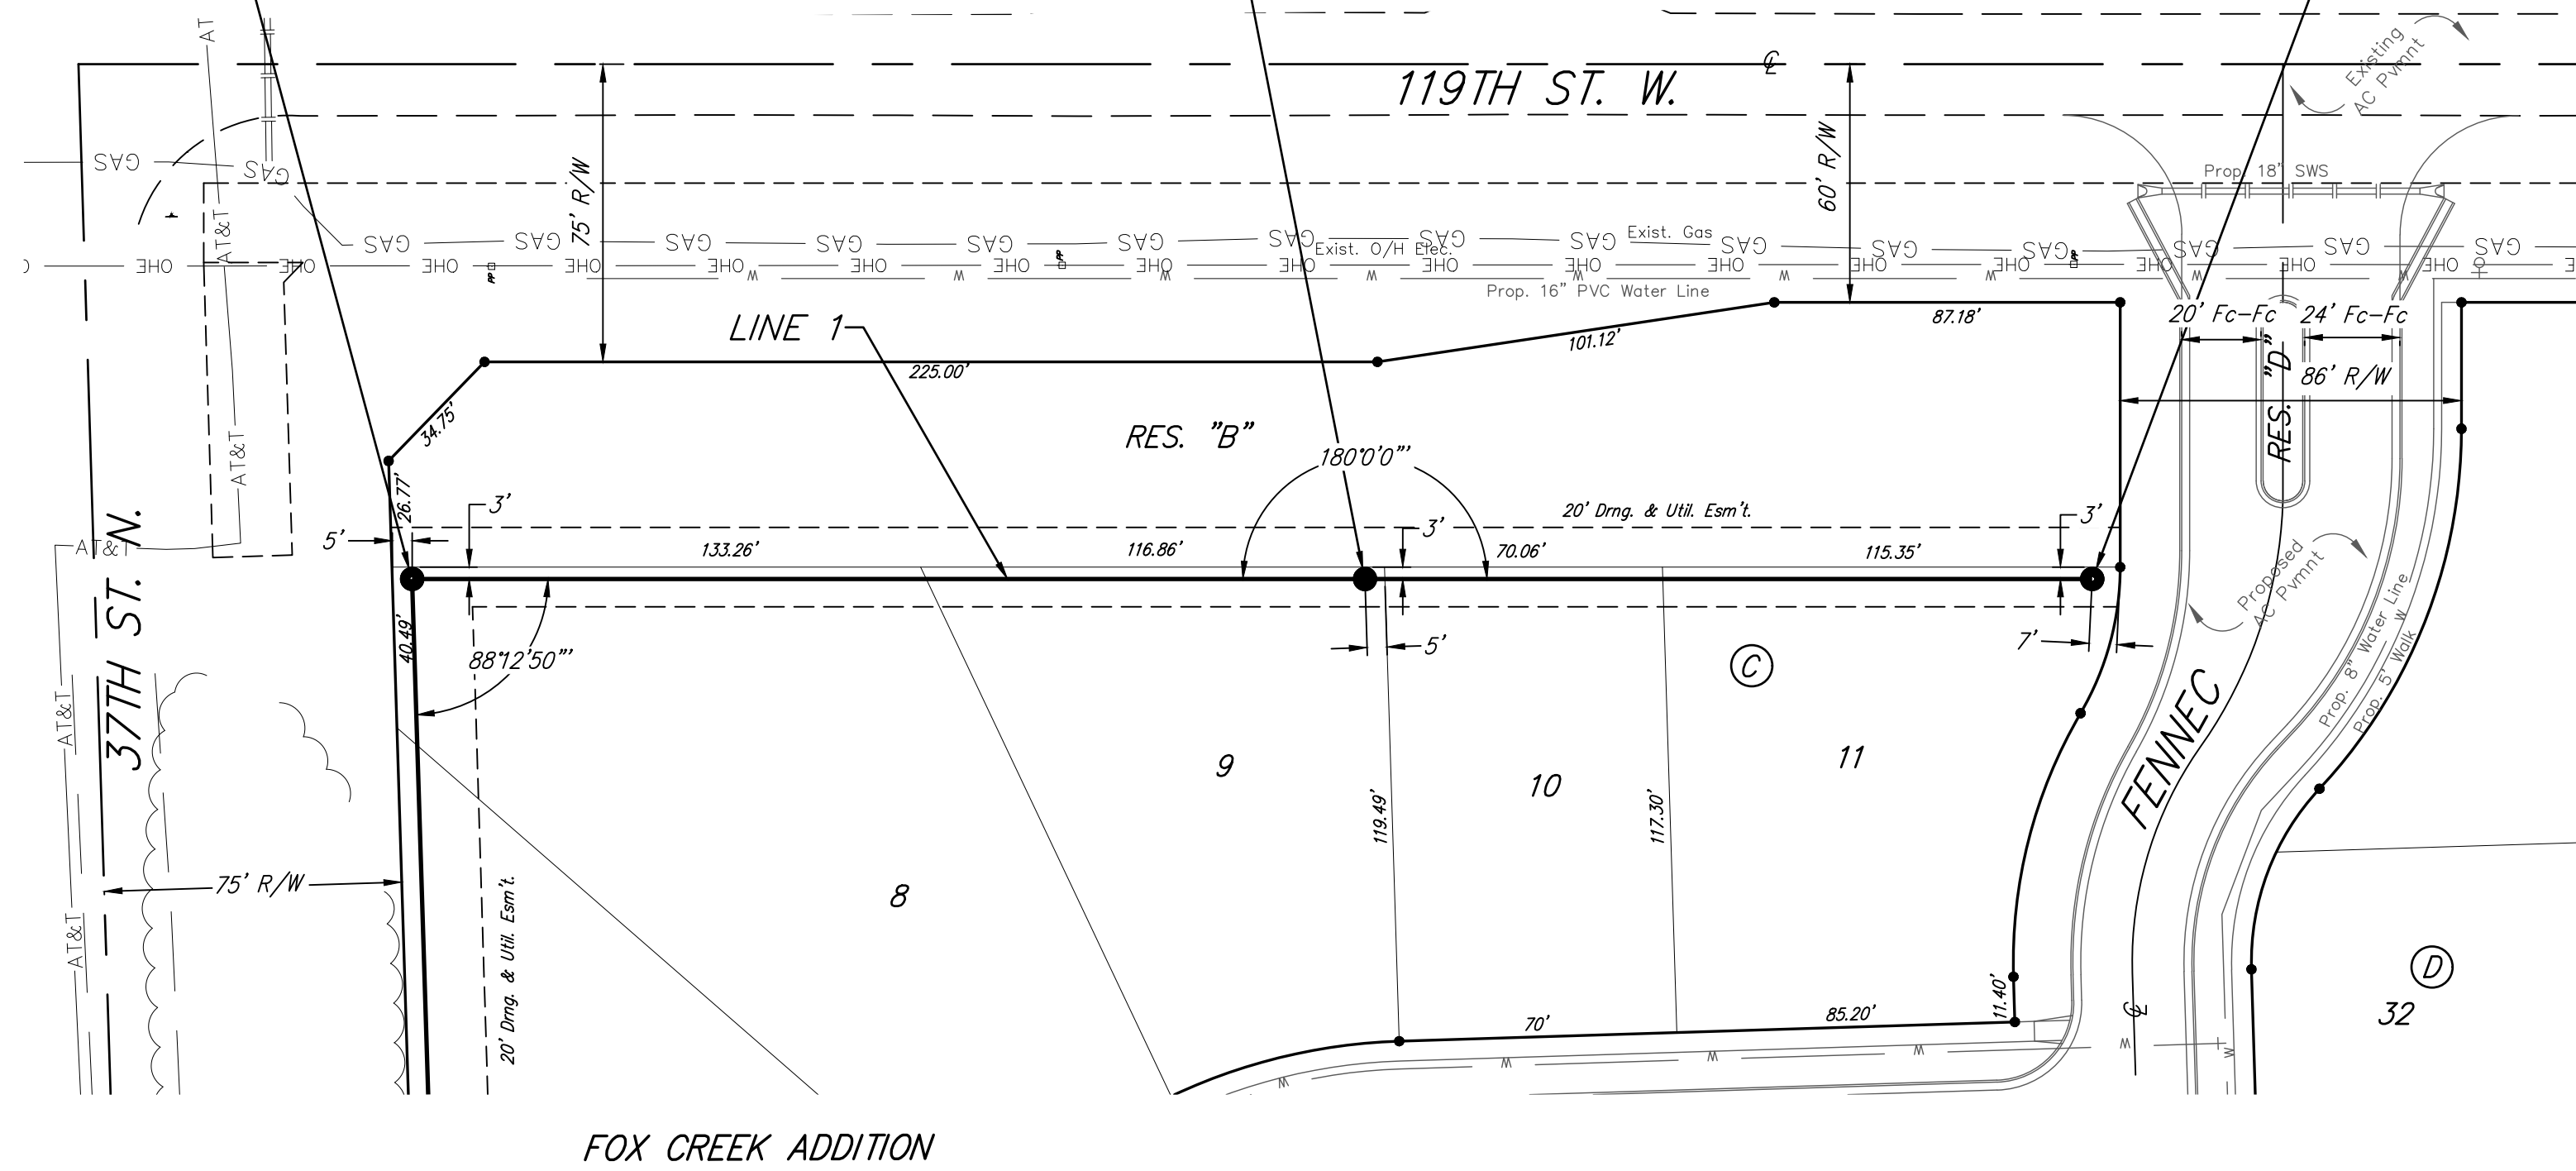 119TH ST. W.
Existing
AC Pvmnt
AT
GAS
GAS
GAS
75' R/W
60' R/W
Prop. 18" SWS
AT&T
GAS GAS GAS GAS GAS GAS GAS GAS GAS GAS GAS GAS GAS GAS GAS
Exist. Gas
Exist. O/H Elec.
OHE OHE OHE OHE OHE OHE OHE OHE OHE OHE OHE OHE OHE OHE OHE OHE
PP
W W W W W W W W W
Prop. 16" PVC Water Line
LINE 1
87.18'
101.12'
20' Fc-Fc
24' Fc-Fc
225.00'
86' R/W
RES. "D"
34.75'
RES. "B"
180°0'0"'
AT&T
26.77'
3'
20' Drng. & Util. Esm't.
3'
3'
5'
AT&T
133.26'
116.86'
70.06'
115.35'
Proposed
AC Pvmnt
37TH ST. N.
40.49'
88°12'50"'
5'
7'
C
Prop. 8" Water Line
W
Prop. 5' Walk
FENNEC
AT&T
9
10
11
119.49'
117.30'
75' R/W
8
20' Drng. & Util. Esm't.
AT&T
D
32
11.40'
70'
85.20'
W W W W W W
FOX CREEK ADDITION